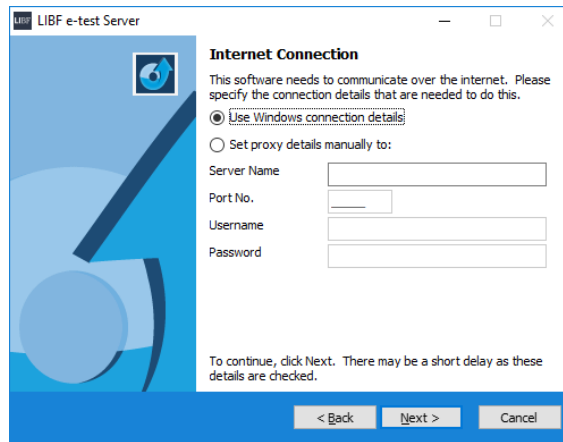 LIBF LIBF e-test Server
Internet Connection
This software needs to communicate over the internet. Please
specify the connection details that are needed to do this.
Use Windows connection details
Set proxy details manually to:
Server Name
Port No.
Username
Password
To continue, click Next. There may be a short delay as these
details are checked.
< Back Next > Cancel